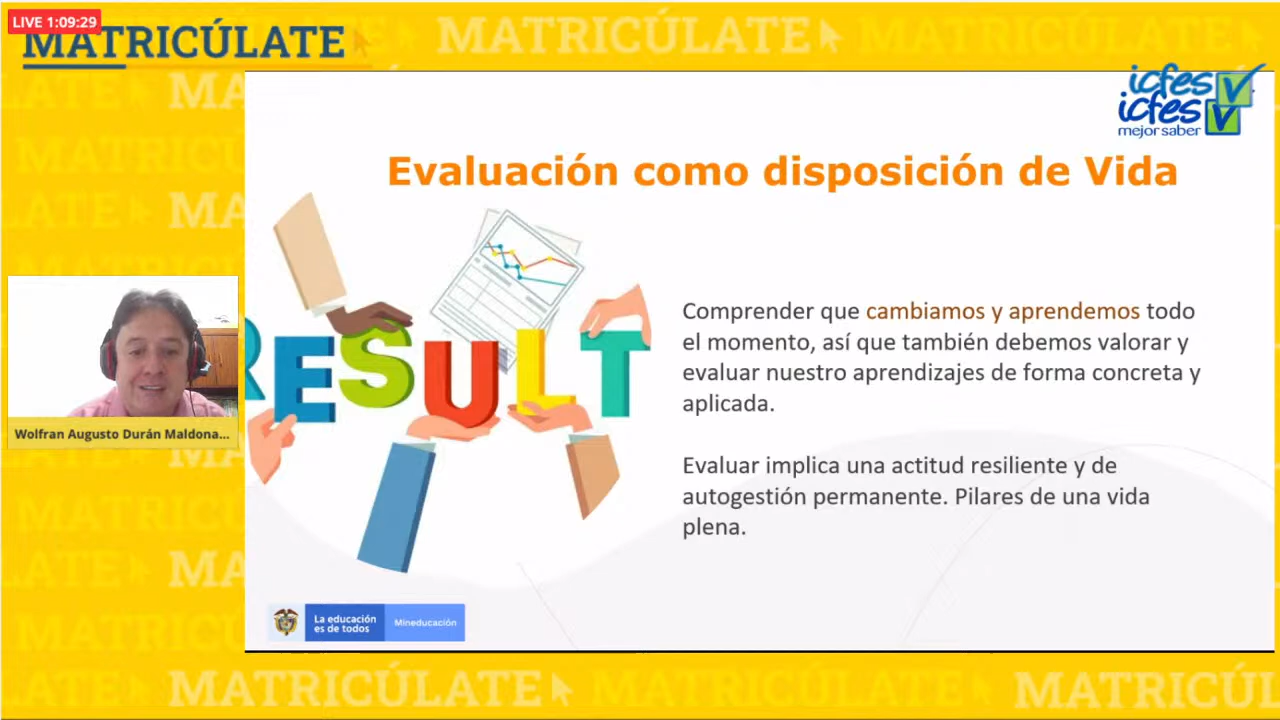 LIVE 1:09:29
MATRICÚLATE
MATRICÚLATE
MATRICÚLATE
icfes
icfes
mejor saber
Evaluación como disposición de Vida
RESULT
Comprender que cambiamos y aprendemos todo
el momento, así que también debemos valorar y
evaluar nuestro aprendizajes de forma concreta y
aplicada.
Evaluar implica una actitud resiliente y de
autogestión permanente. Pilares de una vida
plena.
Wolfran Augusto Durán Maldona...
La educación
es de todos
Mineducación
MATRICÚLATE
MATRICÚLATE